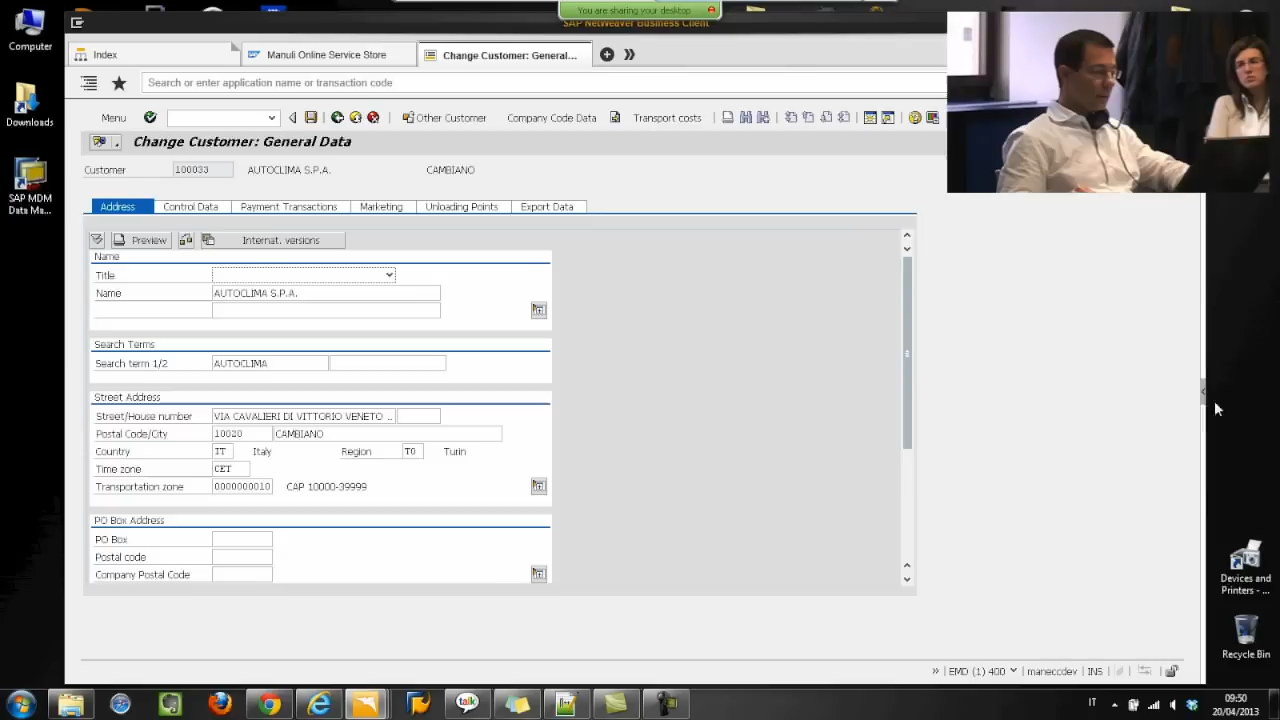 You are sharing your desktop
SAP NetWeaver Business Client
Index
Manuli Online Service Store
Change Customer: General...
Search or enter application name or transaction code
Menu
Other Customer
Company Code Data
Transport costs
Change Customer: General Data
Customer 100033 AUTOCLIMA S.P.A. CAMBIANO
Address Control Data Payment Transactions Marketing Unloading Points Export Data
Preview Internat. versions
Name
Title
Name AUTOCLIMA S.P.A.
Search Terms
Search term 1/2 AUTOCLIMA
Street Address
Street/House number VIA CAVALIERI DI VITTORIO VENETO ..
Postal Code/City 10020 CAMBIANO
Country IT Italy Region TO Turin
Time zone CET
Transportation zone 0000000010 CAP 10000-39999
PO Box Address
PO Box
Postal code
Company Postal Code
EMD (1) 400 maneccdev INS
Computer
Downloads
SAP MDM
Data Ma...
Devices and
Printers - ...
Recycle Bin
talk
IT
09:50
20/04/2013